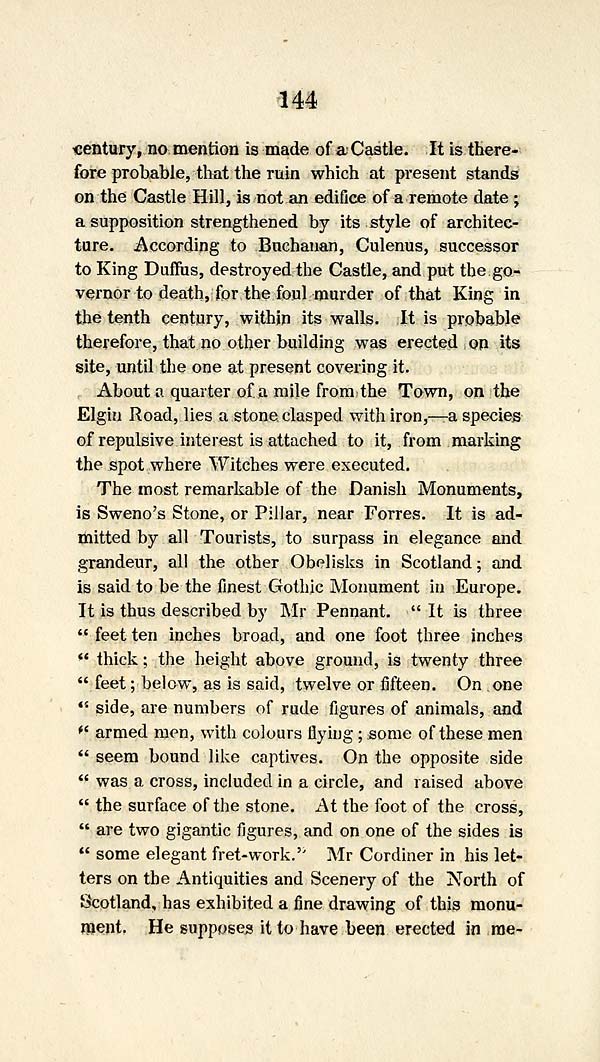 144
century, no mention is made of a Castle. It is there-
fore probable, that the ruin which at present stands
on the Castle Hill, is not an edifice of a remote date ;
a supposition strengthened by its style of architec-
ture. According to Buchanan, Culenus, successor
to King Duffus, destroyed the Castle, and put the go-
vernor to death, for the foul murder of that King in
the tenth century, within its walls. It is probable
therefore, that no other building was erected on its
site, until the one at present covering it.
About a quarter of a mile from the Town, on the
Elgin Road, lies a stone clasped with iron,—a species
of repulsive interest is attached to it, from marking
the spot where Witches were executed.
The most remarkable of the Danish Monuments,
is Sweno's Stone, or Pillar, near Forres. It is ad-
mitted by all Tourists, to surpass in elegance and
grandeur, all the other Obelisks in Scotland ; and
is said to be the finest Gothic Monument in Europe.
It is thus described by Mr Pennant. “ It is three
“ feet ten inches broad, and one foot three inches
“ thick ; the height above ground, is twenty three
“ feet ; below, as is said, twelve or fifteen. On one
“ side, are numbers of rude figures of animals, and
“ armed men, with colours flying ; some of these men
“ seem bound like captives. On the opposite side
“ was a cross, included in a circle, and raised above
“ the surface of the stone. At the foot of the cross,
“ are two gigantic figures, and on one of the sides is
“ some elegant fret-work.” Mr Cordiner in his let-
ters on the Antiquities and Scenery of the North of
Scotland, has exhibited a fine drawing of this monu-
ment. He supposes it to have been erected in me-